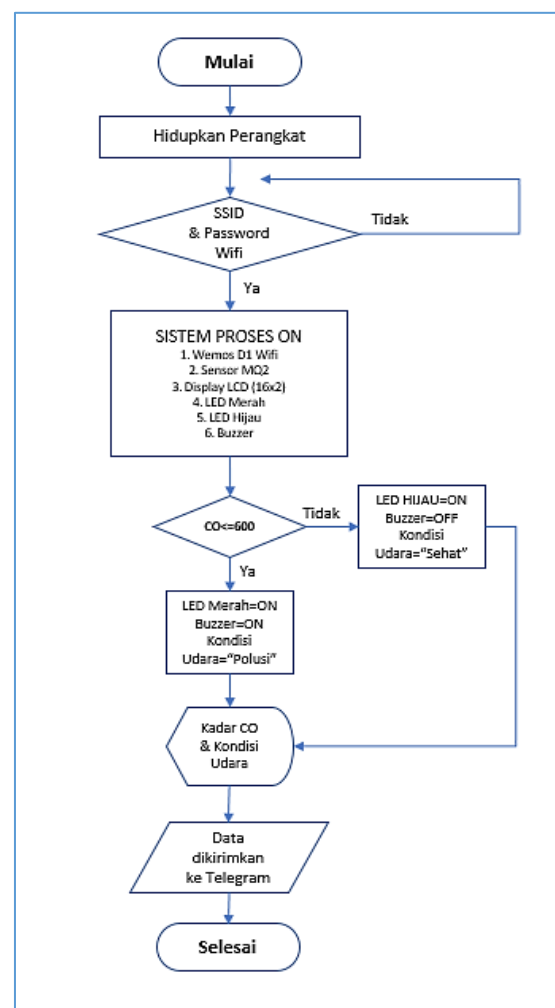 Mulai
Hidupkan Perangkat
SSID
& Password
Wifi
Tidak
Ya
SISTEM PROSES ON
1. Wemos D1 Wifi
2. Sensor MQ2
3. Display LCD (16x2)
4. LED Merah
5. LED Hijau
6. Buzzer
CO<=600
Tidak
LED HIJAU=ON
Buzzer=OFF
Kondisi
Udara=“Sehat”
Ya
LED Merah=ON
Buzzer=ON
Kondisi
Udara=“Polusi”
Kadar CO
& Kondisi
Udara
Data
dikirimkan
ke Telegram
Selesai